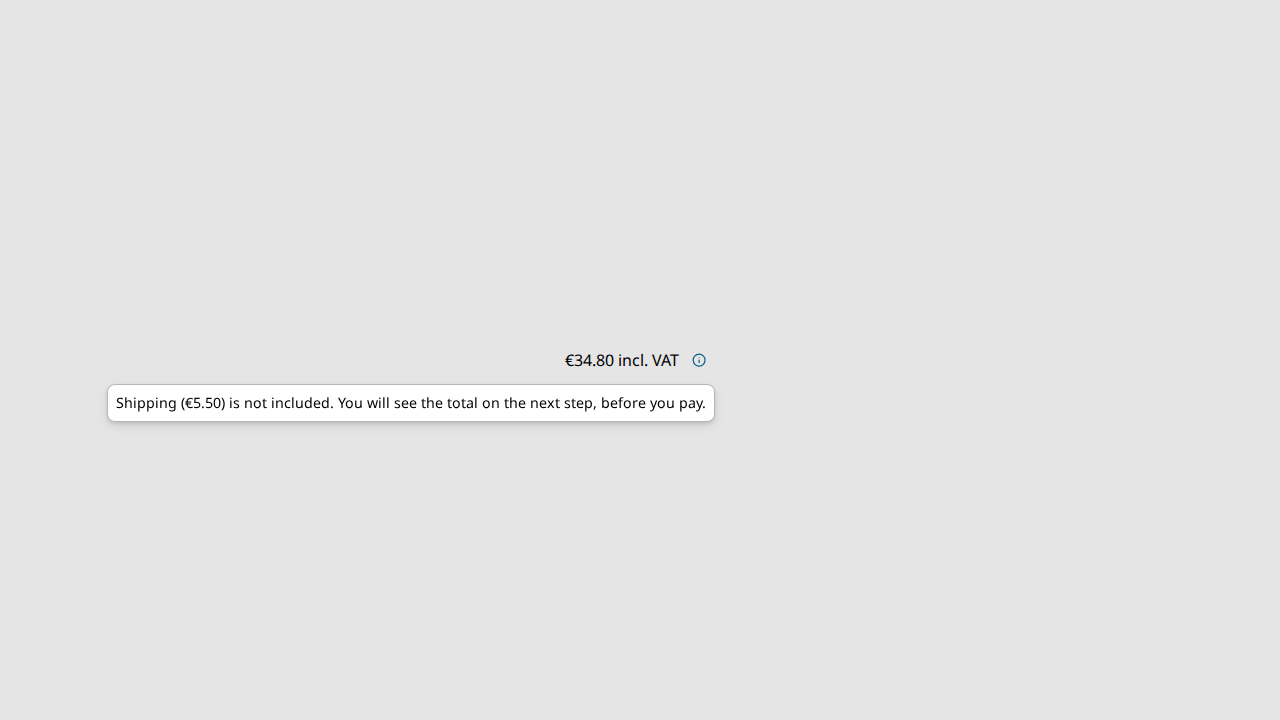 €34.80 incl. VAT
Shipping (€5.50) is not included. You will see the total on the next step, before you pay.